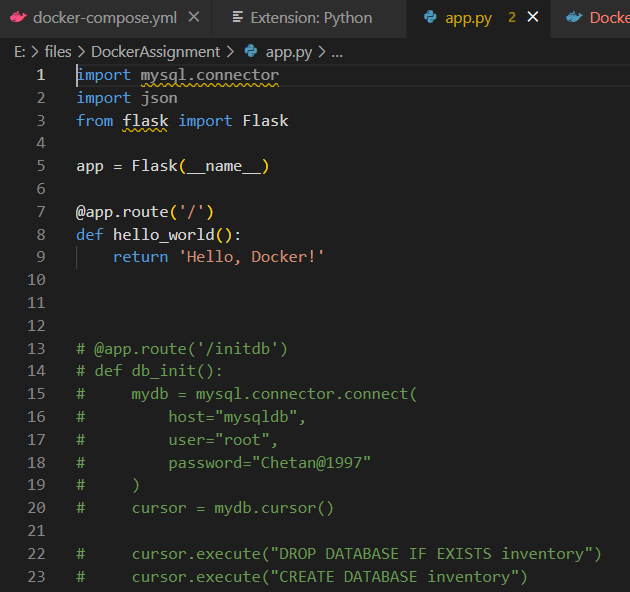 docker-compose.yml
Extension: Python
app.py 2
Docke
E: > files > DockerAssignment > app.py > ...
1 import mysql.connector
2 import json
3 from flask import Flask
4
5 app = Flask(__name__)
6
7 @app.route('/')
8 def hello_world():
9     return 'Hello, Docker!'
10
11
12
13 # @app.route('/initdb')
14 # def db_init():
15 #     mydb = mysql.connector.connect(
16 #         host="mysqldb",
17 #         user="root",
18 #         password="Chetan@1997"
19 #     )
20 #     cursor = mydb.cursor()
21
22 #     cursor.execute("DROP DATABASE IF EXISTS inventory")
23 #     cursor.execute("CREATE DATABASE inventory")